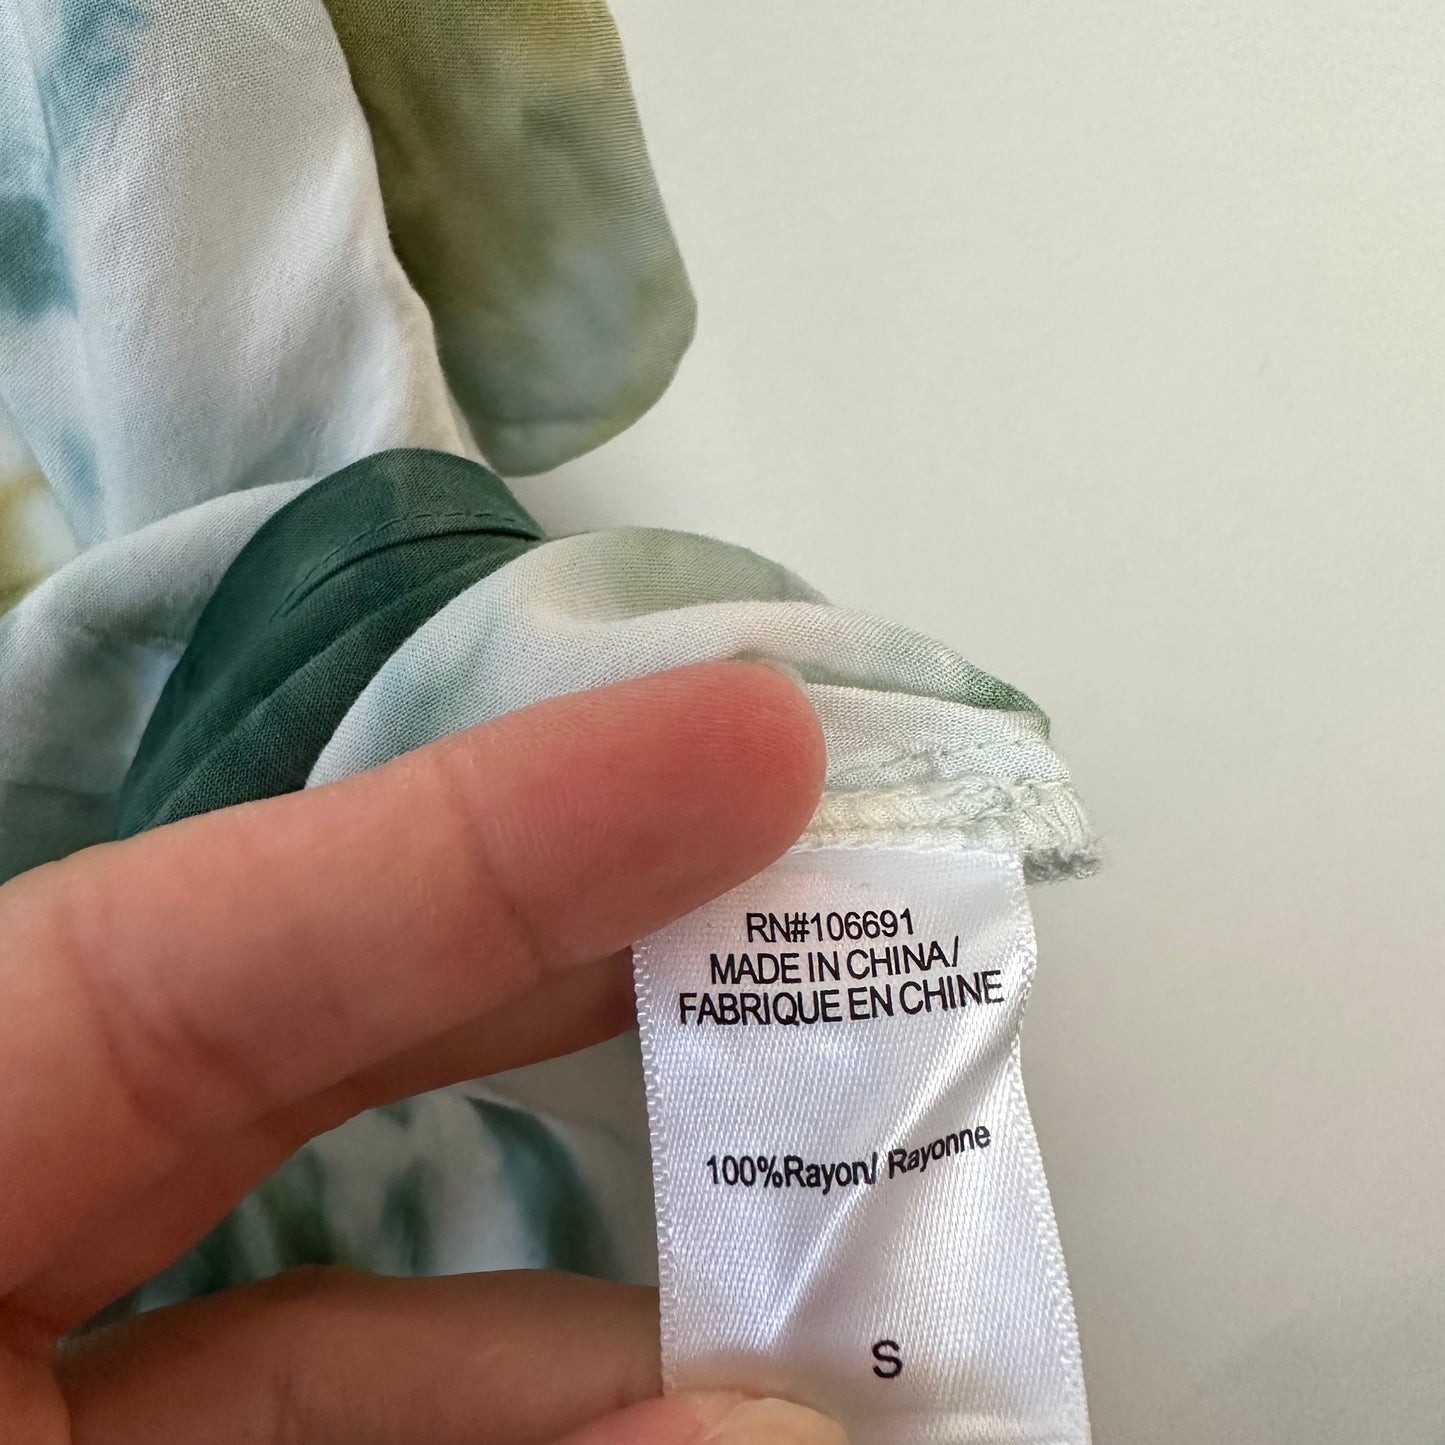 RN#106691
MADE IN CHINA/
FABRIQUE EN CHINE
100%Rayon/ Rayonne
S